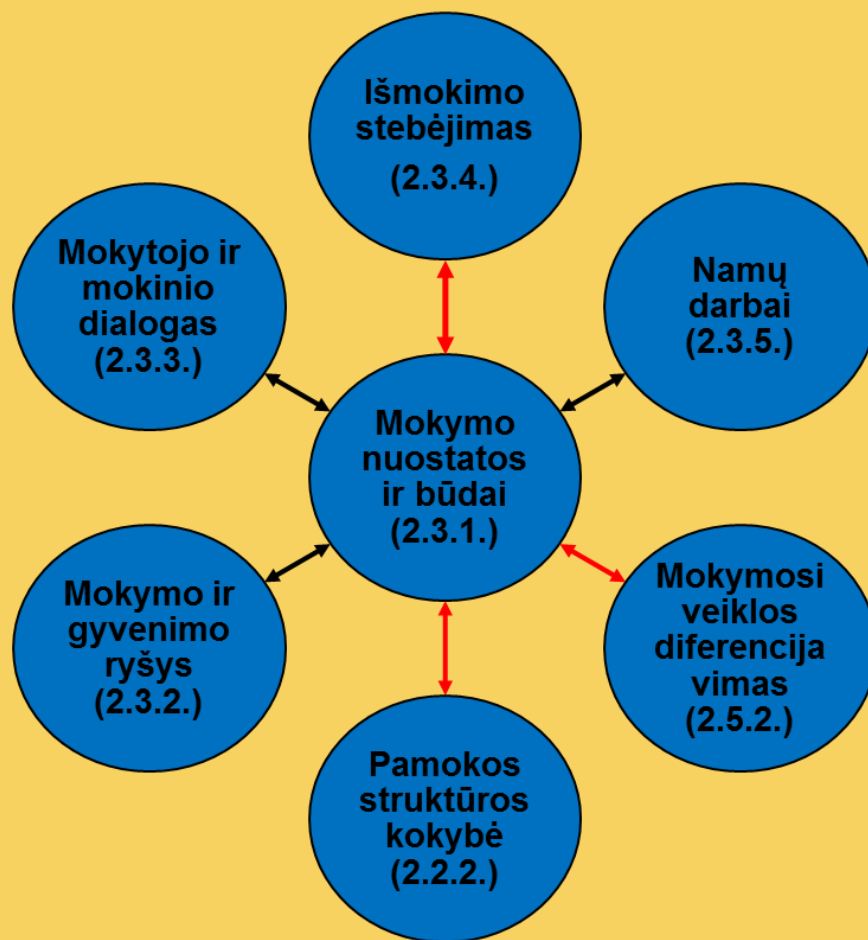 Išmokimo
stebėjimas
(2.3.4.)
Mokytojo ir
mokinio
dialogas
(2.3.3.)
Namų
darbai
(2.3.5.)
Mokymo
nuostatos
ir būdai
(2.3.1.)
Mokymo ir
gyvenimo
ryšys
(2.3.2.)
Mokymosi
veiklos
diferencija
vimas
(2.5.2.)
Pamokos
struktūros
kokybė
(2.2.2.)